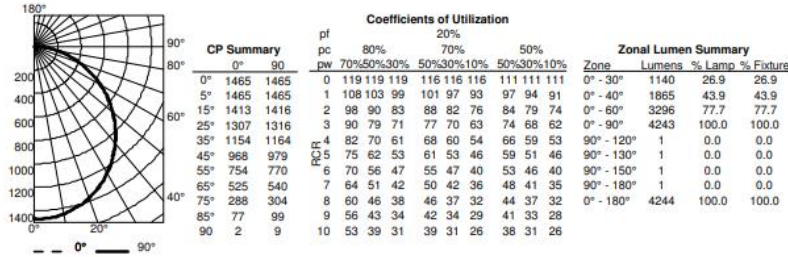 180°
90°
80°
60°
40°
200
400
600
800
1000
1200
1400
0°
20°
0° 90°
CP Summary
0° 90
0° 1465 1465
5° 1465 1465
15° 1413 1416
25° 1307 1316
35° 1154 1164
45° 968 979
55° 754 770
65° 525 540
75° 288 304
85° 77 99
90 2 9
Coefficients of Utilization
pf 20%
pc 80% 70% 50%
pw 70%50%30% 50%30%10% 50%30%10%
RCR
0 119 119 119 116 116 116 111 111 111
1 108 103 99 101 97 93 97 94 91
2 98 90 83 88 82 76 84 79 74
3 90 79 71 77 70 63 74 68 62
4 82 70 61 68 60 54 66 59 53
5 75 62 53 61 53 46 59 51 46
6 70 56 47 55 47 40 53 46 40
7 64 51 42 50 42 36 48 41 35
8 60 46 38 46 37 32 44 37 32
9 56 43 34 42 34 29 41 33 28
10 53 39 31 39 31 26 38 31 26
Zonal Lumen Summary
Zone Lumens % Lamp % Fixture
0° - 30° 1140 26.9 26.9
0° - 40° 1865 43.9 43.9
0° - 60° 3296 77.7 77.7
0° - 90° 4243 100.0 100.0
90° - 120° 1 0.0 0.0
90° - 130° 1 0.0 0.0
90° - 150° 1 0.0 0.0
90° - 180° 1 0.0 0.0
0° - 180° 4244 100.0 100.0